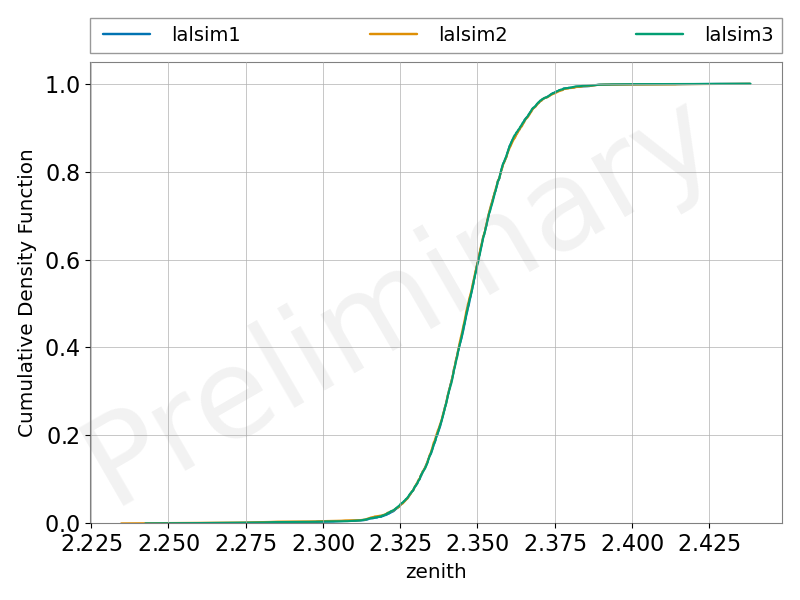 lalsim1 lalsim2 lalsim3
1.0
0.8
0.6
0.4
0.2
0.0
Cumulative Density Function
Preliminary
2.225 2.250 2.275 2.300 2.325 2.350 2.375 2.400 2.425
zenith